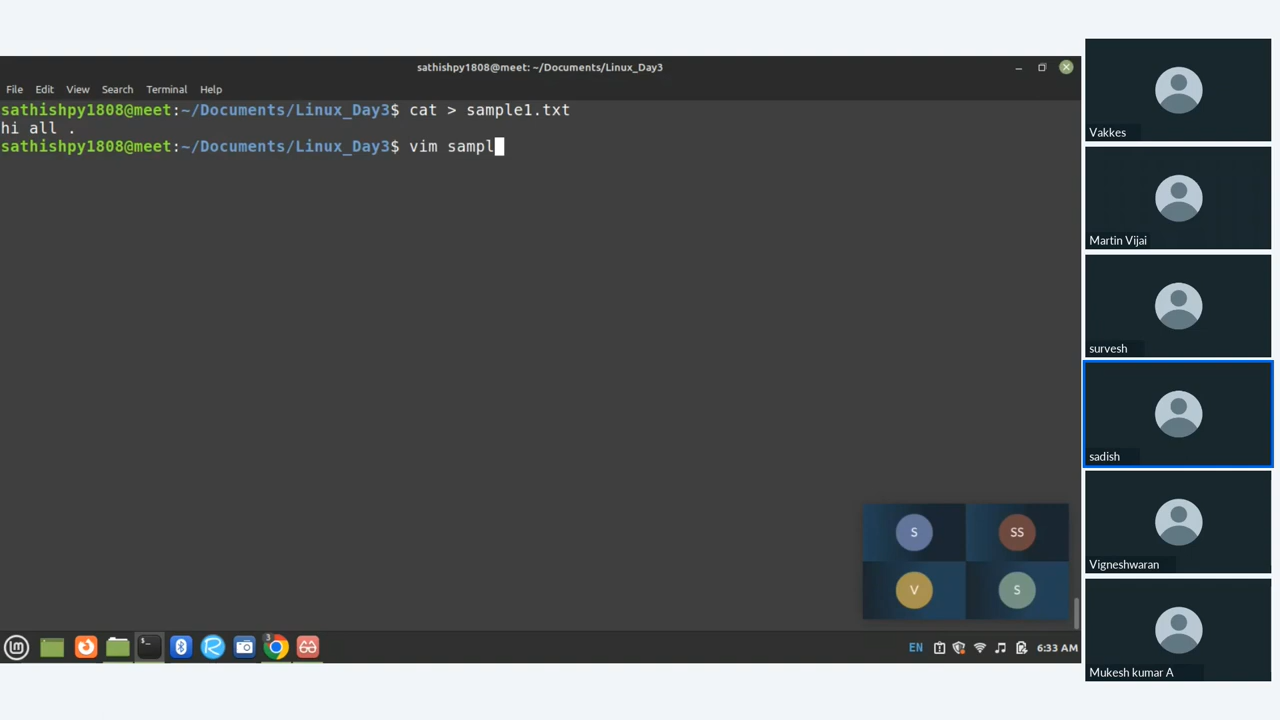 sathishpy1808@meet: ~/Documents/Linux_Day3
File Edit View Search Terminal Help
sathishpy1808@meet:~/Documents/Linux_Day3$ cat > sample1.txt
hi all .
sathishpy1808@meet:~/Documents/Linux_Day3$ vim sampl
S
SS
V
S
3
EN
6:33 AM
Vakkes
Martin Vijai
survesh
sadish
Vigneshwaran
Mukesh kumar A